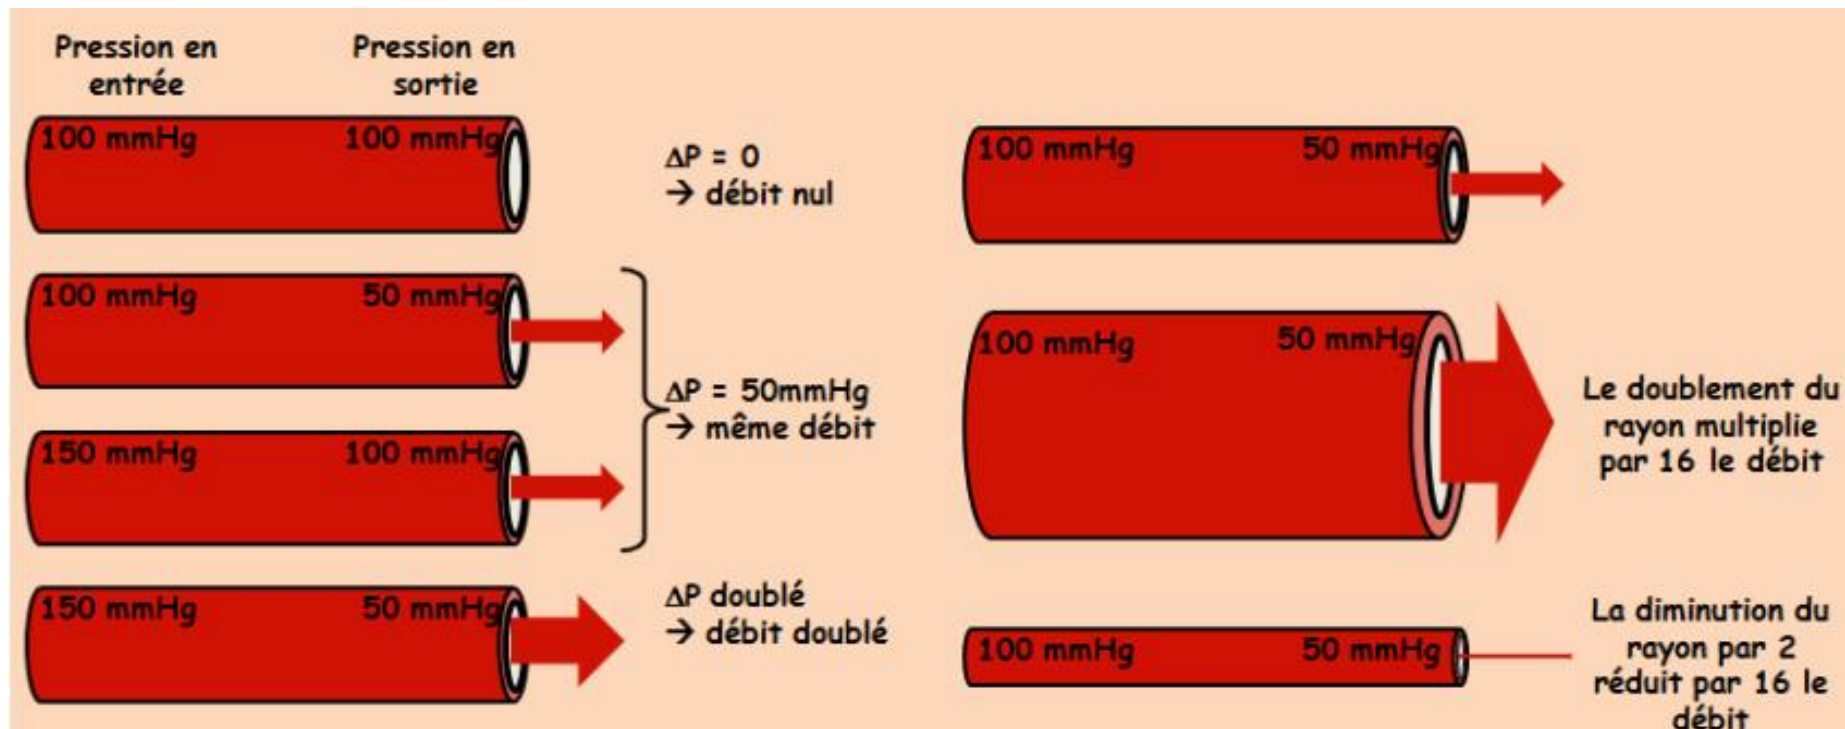 Pression en
entrée
Pression en
sortie
100 mmHg
100 mmHg
ΔP = 0
→ débit nul
100 mmHg
50 mmHg
ΔP = 50mmHg
→ même débit
150 mmHg
100 mmHg
150 mmHg
50 mmHg
ΔP doublé
→ débit doublé
100 mmHg
50 mmHg
100 mmHg
50 mmHg
Le doublement du
rayon multiplie
par 16 le débit
100 mmHg
50 mmHg
La diminution du
rayon par 2
réduit par 16 le
débit